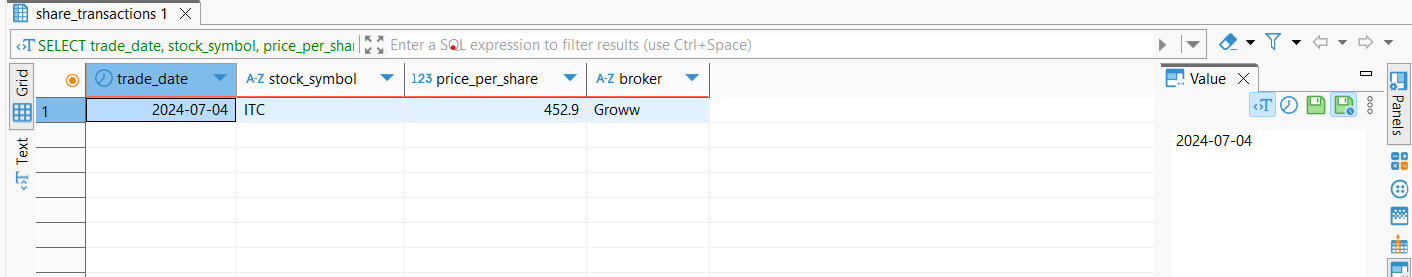 share_transactions 1
SELECT trade_date, stock_symbol, price_per_shar
Enter a SQL expression to filter results (use Ctrl+Space)
Grid
Text
trade_date A-Z stock_symbol 123 price_per_share A-Z broker
1 2024-07-04 ITC 452.9 Groww
Value
T
2024-07-04
Panels